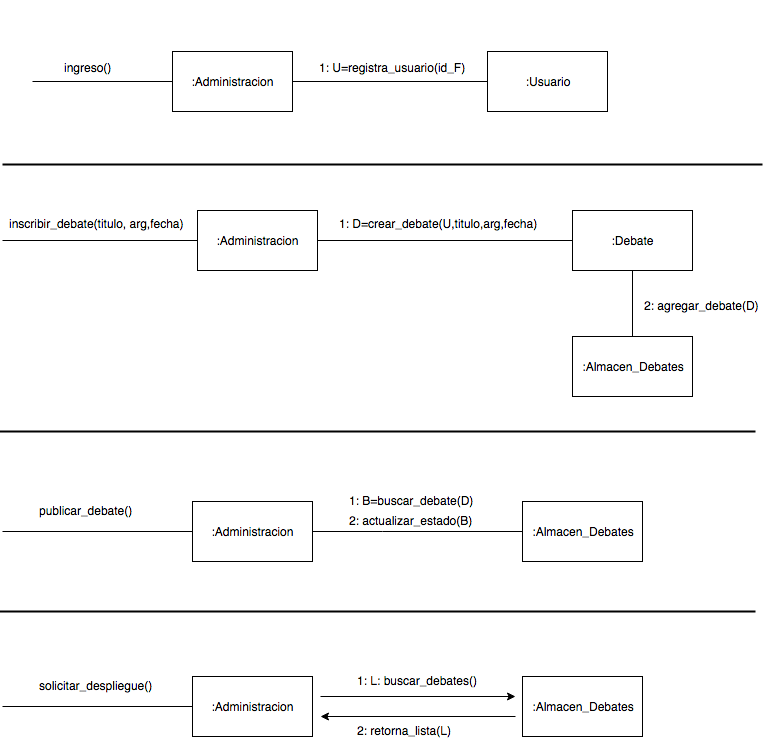 ingreso()
:Administracion
1: U=registra_usuario(id_F)
:Usuario
inscribir_debate(titulo, arg,fecha)
:Administracion
1: D=crear_debate(U,titulo,arg,fecha)
:Debate
2: agregar_debate(D)
:Almacen_Debates
publicar_debate()
:Administracion
1: B=buscar_debate(D)
2: actualizar_estado(B)
:Almacen_Debates
solicitar_despliegue()
:Administracion
1: L: buscar_debates()
2: retorna_lista(L)
:Almacen_Debates